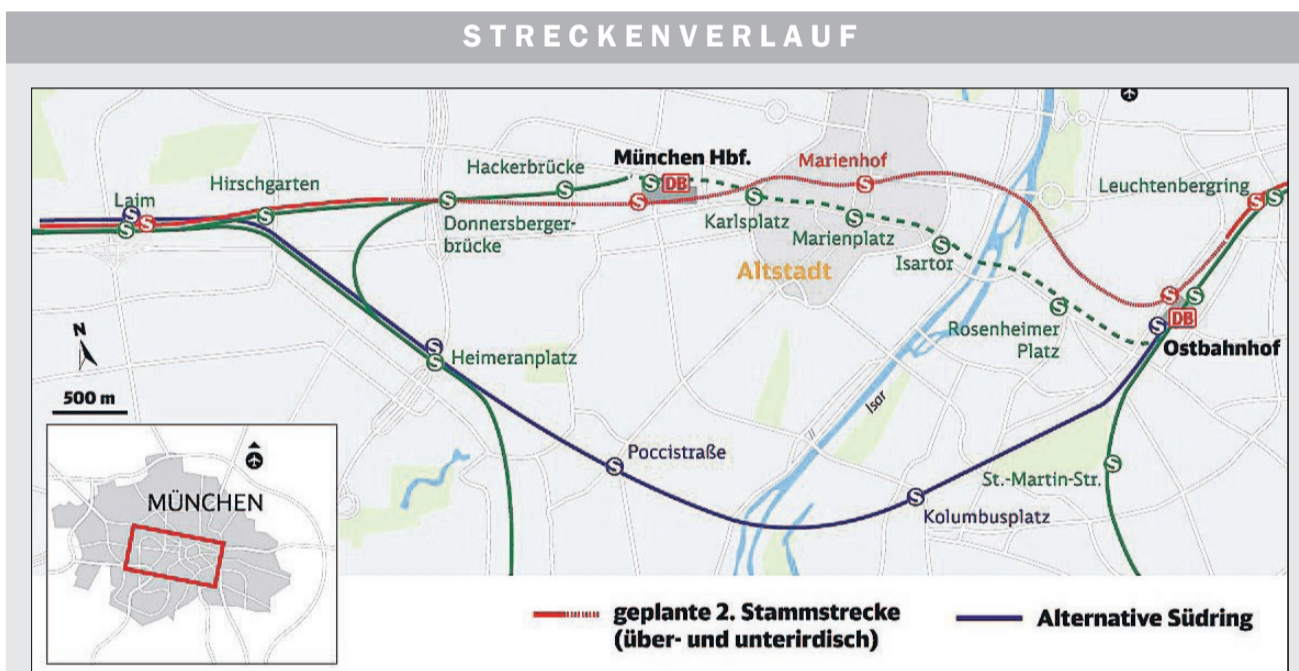 STRECKENVERLAUF
Hackerbrücke
München Hbf.
DB
Marienhof
Laim
Hirschgarten
Leuchtenbergring
S
S
S
S
S
S
S
S
S
S
S
S
S
Donnersberger-
brücke
Karlsplatz
Marienplatz
Isartor
S
Altstadt
S
S
S
S
DB
Rosenheimer
Platz
Ostbahnhof
N
S
S
Heimeranplatz
500 m
Isar
Poccistraße
S
St.-Martin-Str.
S
S
Kolumbusplatz
MÜNCHEN
geplante 2. Stammstrecke
(über- und unterirdisch)
Alternative Südring